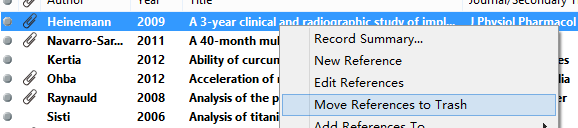 Author Year Title Journal/Secondary T
Heinemann 2009 A 3-year clinical and radiographic study of impl... J Physiol Pharmacol
Navarro-Sar... 2011 A 40-month mul
Record Summary...
Kertia 2012 Ability of curcum
New Reference
Ohba 2012 Acceleration of
Edit References
Raynauld 2008 Analysis of the p
Move References to Trash
Sisti 2006 Analysis of titani
Add References To